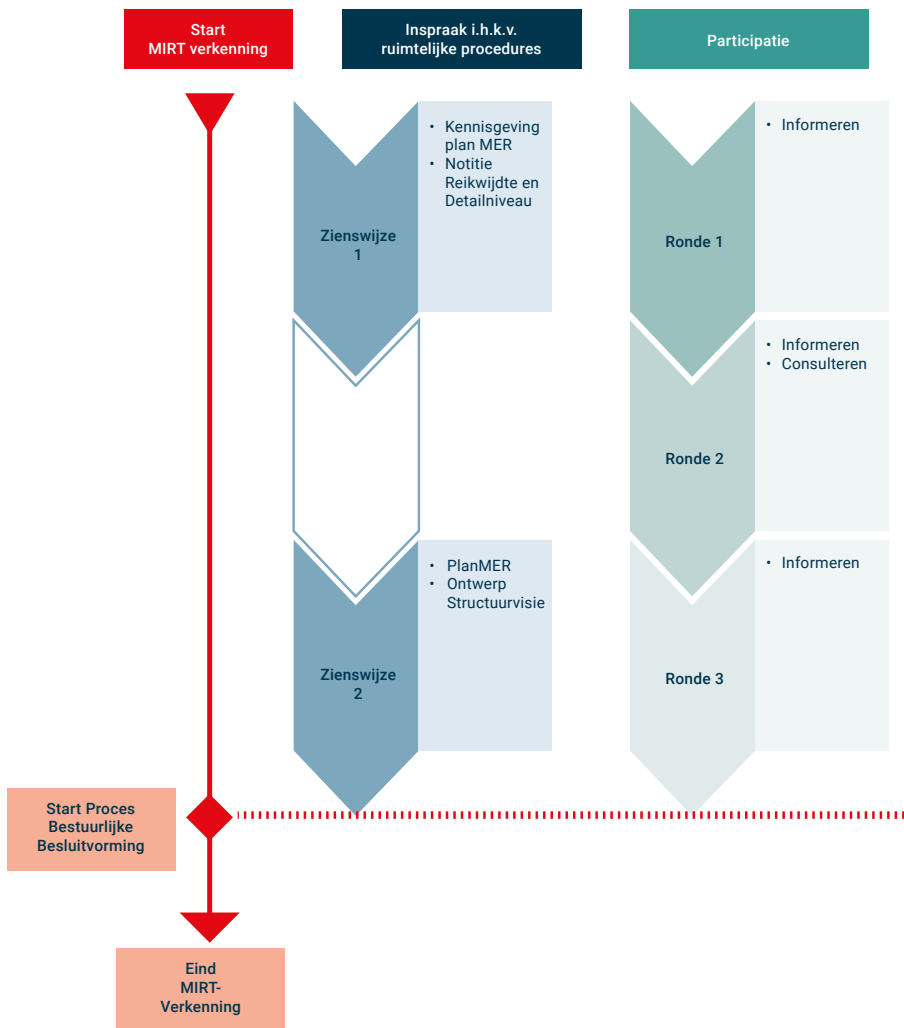 Start
MIRT verkenning
Inspraak i.h.k.v.
ruimtelijke procedures
Participatie
• Kennisgeving
plan MER
• Notitie
Reikwijdte en
Detailniveau
Zienswijze
1
• Informeren
Ronde 1
• Informeren
• Consulteren
Ronde 2
• PlanMER
• Ontwerp
Structuurvisie
Zienswijze
2
• Informeren
Ronde 3
Start Proces
Bestuurlijke
Besluitvorming
Eind
MIRT-
Verkenning